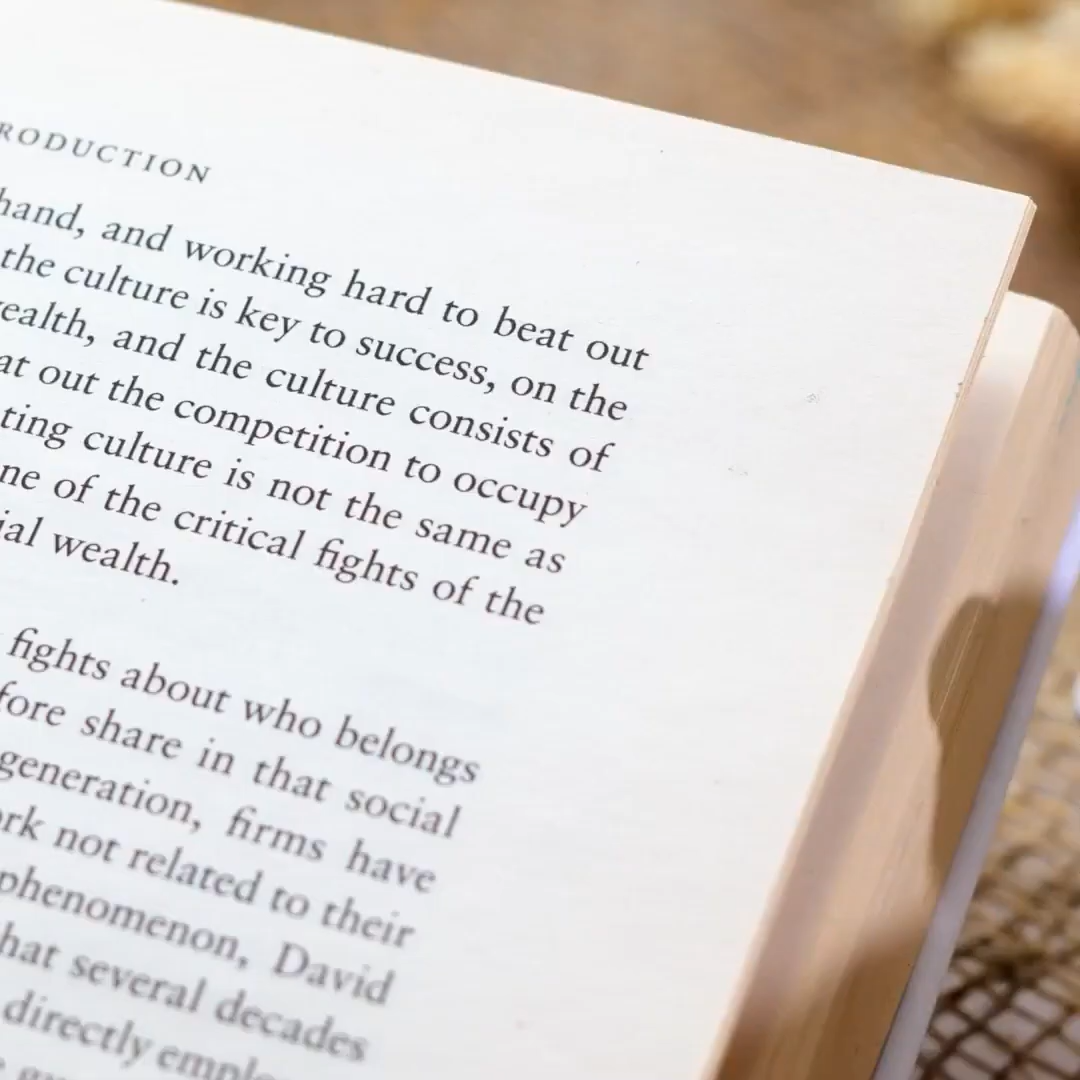 RODUCTION
hand, and working hard to beat out
the culture is key to success, on the
ealth, and the culture consists of
at out the competition to occupy
ting culture is not the same as
ne of the critical fights of the
ial wealth.
fights about who belongs
fore share in that social
generation, firms have
rk not related to their
phenomenon, David
hat several decades
directly emplo